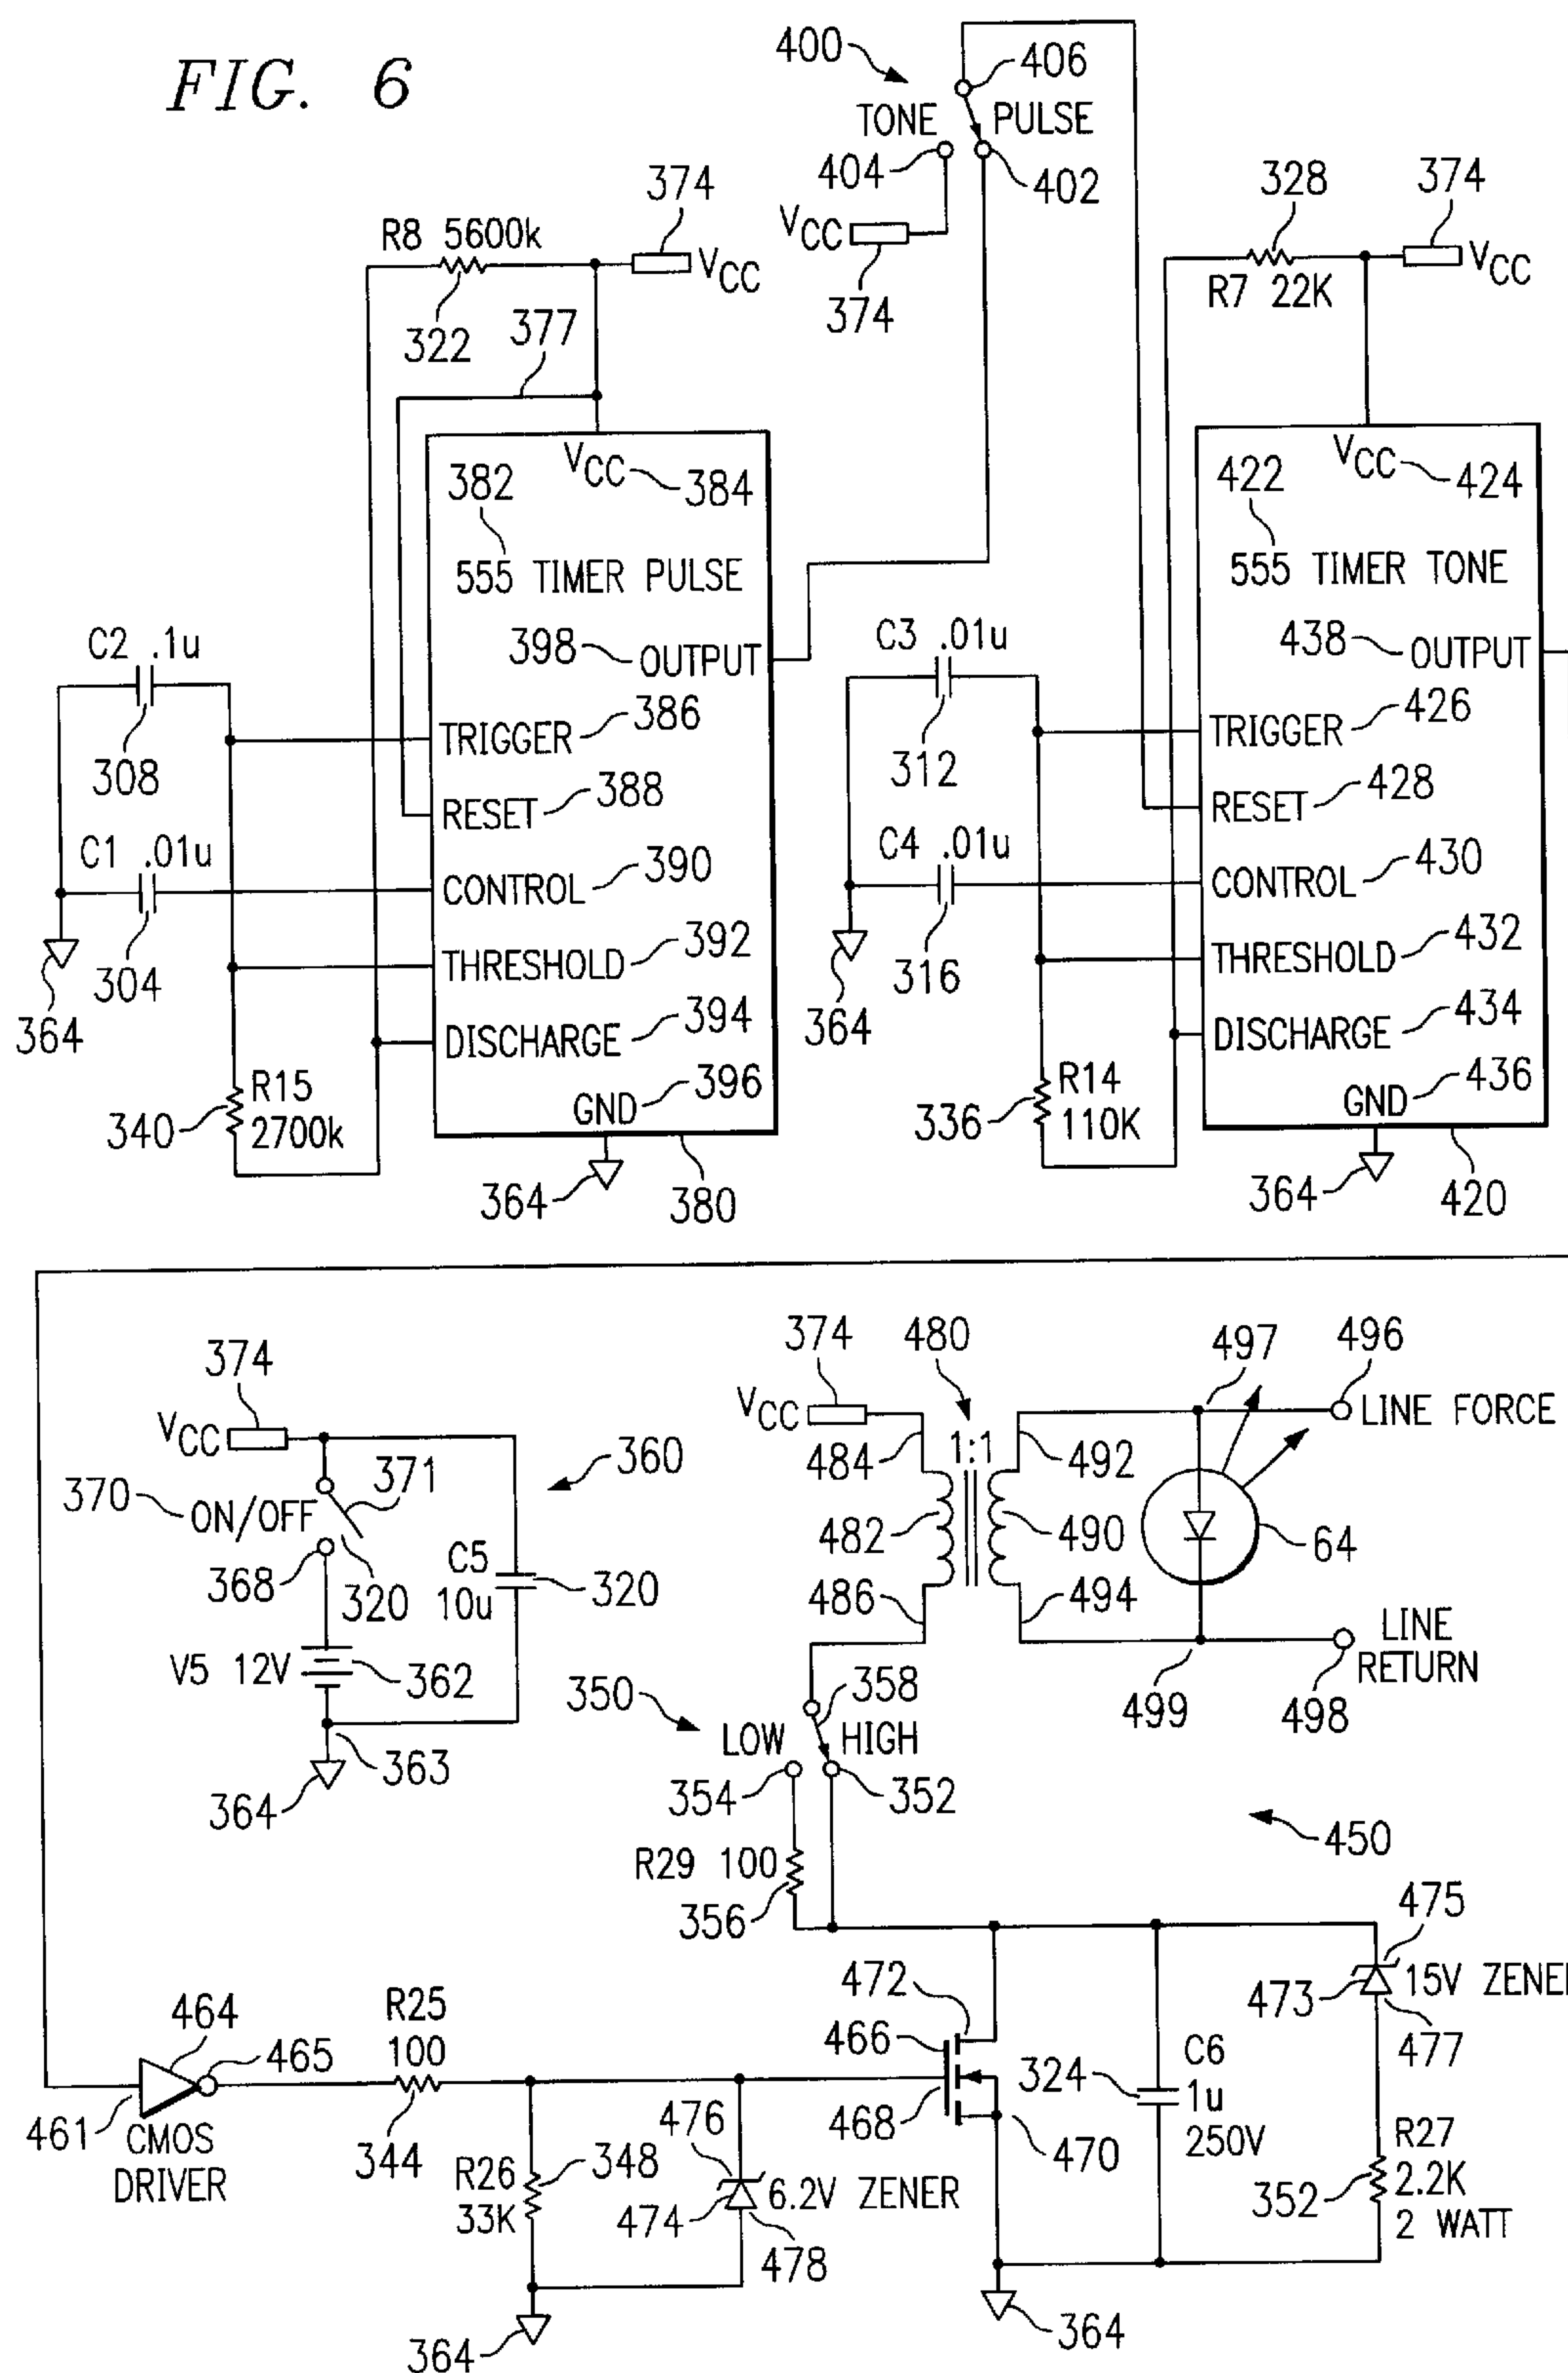 FIG. 6
400
406
TONE
PULSE
404
402
VCC
374
374
R8 5600k
VCC
322
377
328
374
R7 22K
VCC
VCC
384
382
555 TIMER PULSE
398
OUTPUT
C2 .1u
308
TRIGGER
386
RESET
388
C1 .01u
CONTROL
390
304
364
THRESHOLD
392
DISCHARGE
394
R15
2700k
340
GND
396
364
380
VCC
424
422
555 TIMER TONE
438
OUTPUT
C3 .01u
312
TRIGGER
426
RESET
428
C4 .01u
CONTROL
430
316
364
THRESHOLD
432
DISCHARGE
434
R14
110K
336
GND
436
364
420
374
VCC
360
370
ON/OFF
371
368
320
C5
10u
320
V5 12V
362
363
364
374
480
497
496
VCC
LINE FORCE
484
1:1
492
482
490
64
486
494
LINE
RETURN
499
498
350
358
LOW
HIGH
354
352
R29 100
356
450
475
473
15V ZENER
477
472
466
468
470
324
C6
1u
250V
R27
2.2K
2 WATT
352
464
465
461
CMOS
DRIVER
R25
100
344
R26
33K
348
476
474
6.2V ZENER
478
364
364